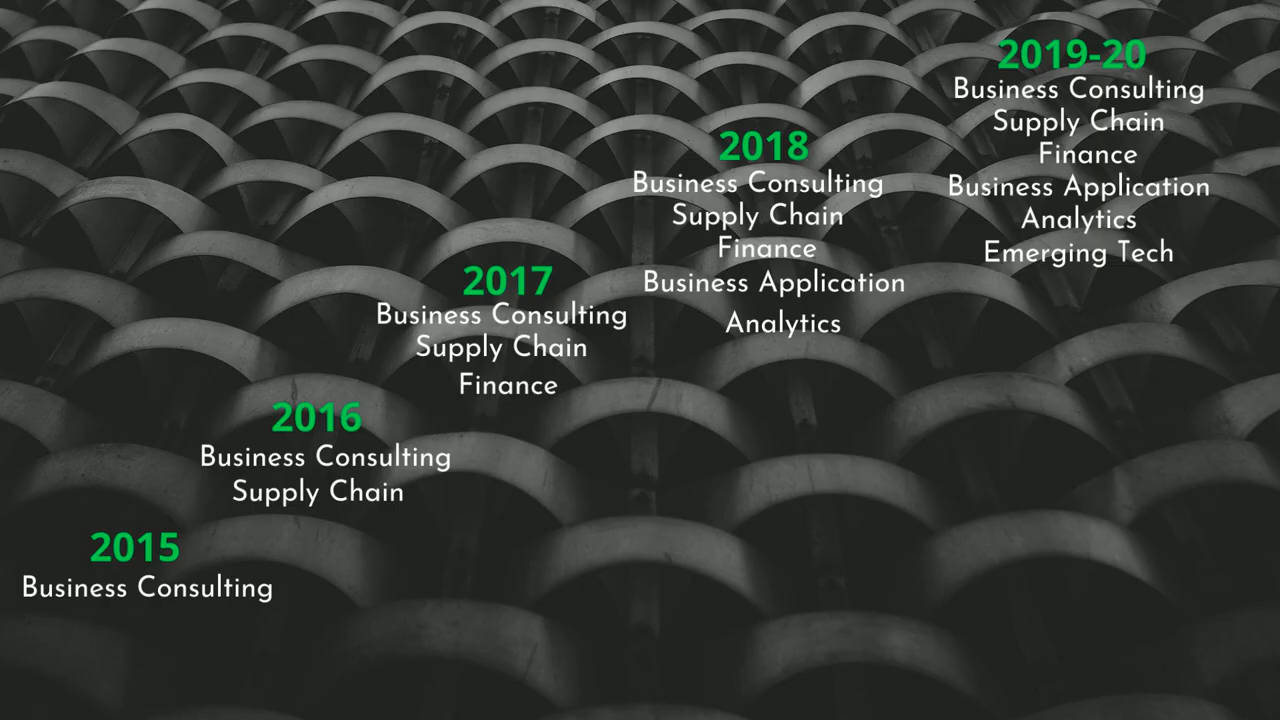 2019-20
Business Consulting
Supply Chain
Finance
Business Application
Analytics
Emerging Tech
2018
Business Consulting
Supply Chain
Finance
Business Application
Analytics
2017
Business Consulting
Supply Chain
Finance
2016
Business Consulting
Supply Chain
2015
Business Consulting